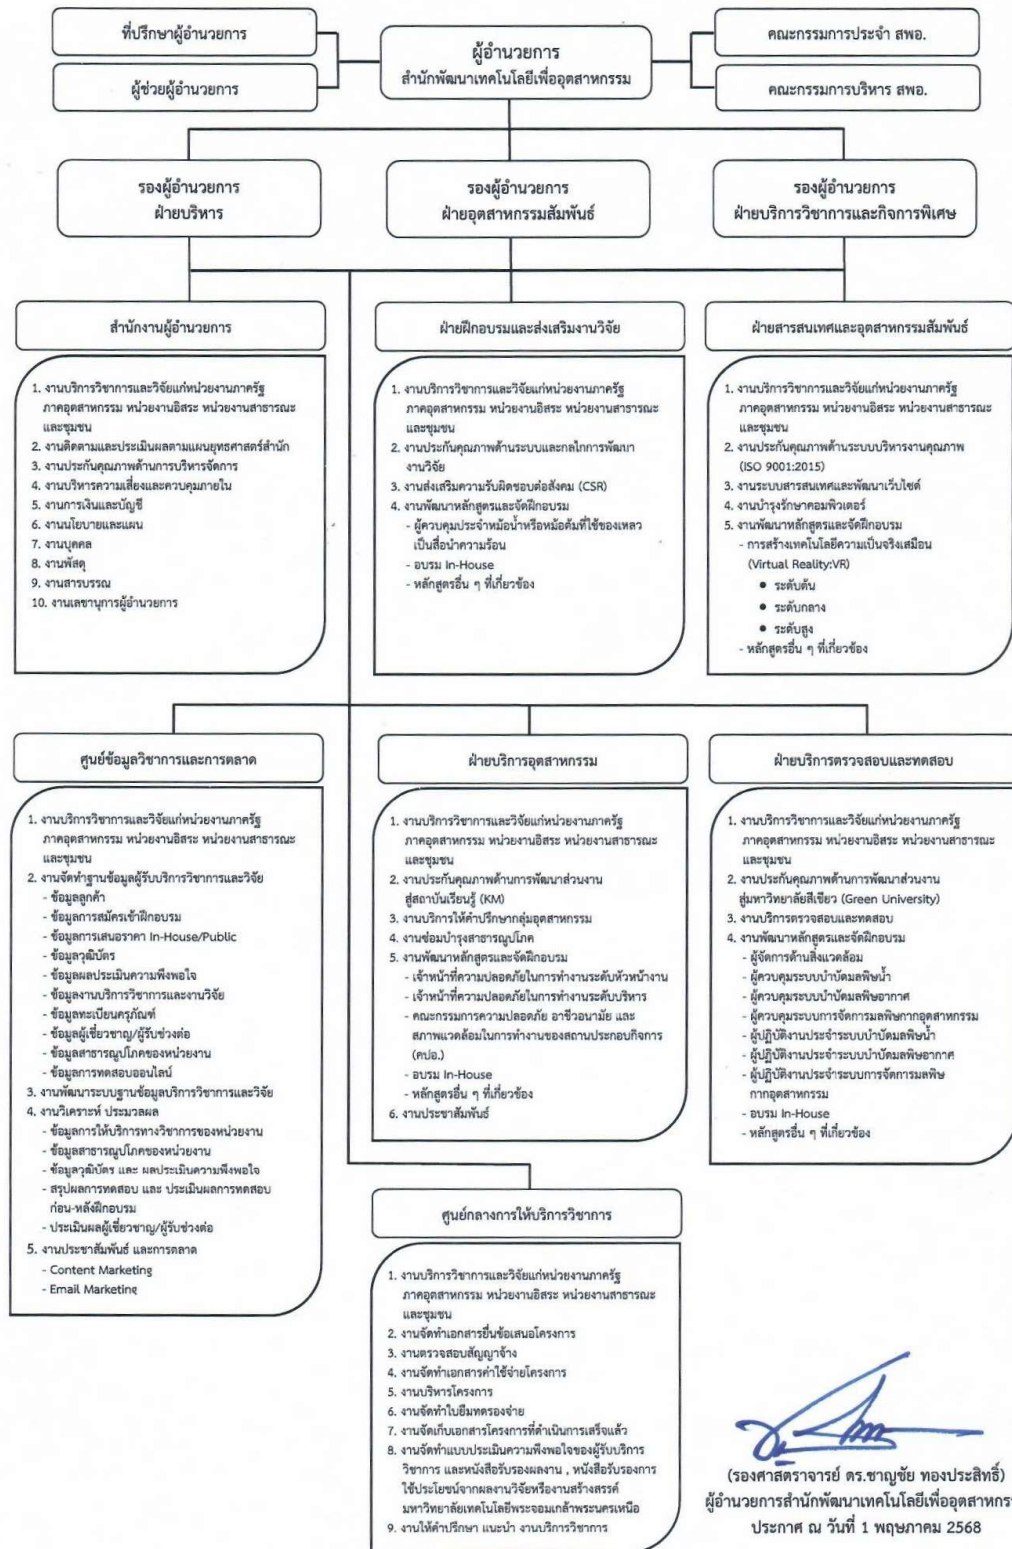 ที่ปรึกษาผู้อำนวยการ
ผู้ช่วยผู้อำนวยการ
ผู้อำนวยการ
สำนักพัฒนาเทคโนโลยีเพื่ออุตสาหกรรม
คณะกรรมการประจำ สพอ.
คณะกรรมการบริหาร สพอ.
รองผู้อำนวยการ
ฝ่ายบริหาร
รองผู้อำนวยการ
ฝ่ายอุตสาหกรรมสัมพันธ์
รองผู้อำนวยการ
ฝ่ายบริการวิชาการและกิจการพิเศษ
สำนักงานผู้อำนวยการ
1. งานบริการวิชาการและวิจัยแก่หน่วยงานภาครัฐ
ภาคอุตสาหกรรม หน่วยงานอิสระ หน่วยงานสาธารณะ
และชุมชน
2. งานติดตามและประเมินผลตามแผนยุทธศาสตร์สำนัก
3. งานประกันคุณภาพด้านการบริหารจัดการ
4. งานบริหารความเสี่ยงและควบคุมภายใน
5. งานการเงินและบัญชี
6. งานนโยบายและแผน
7. งานบุคคล
8. งานพัสดุ
9. งานสารบรรณ
10. งานเลขานุการผู้อำนวยการ
ฝ่ายฝึกอบรมและส่งเสริมงานวิจัย
1. งานบริการวิชาการและวิจัยแก่หน่วยงานภาครัฐ
ภาคอุตสาหกรรม หน่วยงานอิสระ หน่วยงานสาธารณะ
และชุมชน
2. งานประกันคุณภาพด้านระบบและกลไกการพัฒนา
งานวิจัย
3. งานส่งเสริมความรับผิดชอบต่อสังคม (CSR)
4. งานพัฒนาหลักสูตรและจัดฝึกอบรม
- ผู้ควบคุมประจำหม้อน้ำหรือหม้อต้มที่ใช้ของเหลว
เป็นสื่อนำความร้อน
- อบรม In-House
- หลักสูตรอื่น ๆ ที่เกี่ยวข้อง
ฝ่ายสารสนเทศและอุตสาหกรรมสัมพันธ์
1. งานบริการวิชาการและวิจัยแก่หน่วยงานภาครัฐ
ภาคอุตสาหกรรม หน่วยงานอิสระ หน่วยงานสาธารณะ
และชุมชน
2. งานประกันคุณภาพด้านระบบบริหารงานคุณภาพ
(ISO 9001:2015)
3. งานระบบสารสนเทศและพัฒนาเว็บไซต์
4. งานบำรุงรักษาคอมพิวเตอร์
5. งานพัฒนาหลักสูตรและจัดฝึกอบรม
- การสร้างเทคโนโลยีความเป็นจริงเสมือน
(Virtual Reality:VR)
● ระดับต้น
● ระดับกลาง
● ระดับสูง
- หลักสูตรอื่น ๆ ที่เกี่ยวข้อง
ศูนย์ข้อมูลวิชาการและการตลาด
1. งานบริการวิชาการและวิจัยแก่หน่วยงานภาครัฐ
ภาคอุตสาหกรรม หน่วยงานอิสระ หน่วยงานสาธารณะ
และชุมชน
2. งานจัดทำฐานข้อมูลผู้รับบริการวิชาการและวิจัย
- ข้อมูลลูกค้า
- ข้อมูลการสมัครเข้าฝึกอบรม
- ข้อมูลการเสนอราคา In-House/Public
- ข้อมูลวุฒิบัตร
- ข้อมูลผลประเมินความพึงพอใจ
- ข้อมูลงานบริการวิชาการและงานวิจัย
- ข้อมูลทะเบียนครุภัณฑ์
- ข้อมูลผู้เชี่ยวชาญ/ผู้รับช่วงต่อ
- ข้อมูลสาธารณูปโภคของหน่วยงาน
- ข้อมูลการทดสอบออนไลน์
3. งานพัฒนาระบบฐานข้อมูลบริการวิชาการและวิจัย
4. งานวิเคราะห์ ประมวลผล
- ข้อมูลการให้บริการทางวิชาการของหน่วยงาน
- ข้อมูลสาธารณูปโภคของหน่วยงาน
- ข้อมูลวุฒิบัตร และ ผลประเมินความพึงพอใจ
- สรุปผลการทดสอบ และ ประเมินผลการทดสอบ
ก่อน-หลังฝึกอบรม
- ประเมินผลผู้เชี่ยวชาญ/ผู้รับช่วงต่อ
5. งานประชาสัมพันธ์ และการตลาด
- Content Marketing
- Email Marketing
ฝ่ายบริการอุตสาหกรรม
1. งานบริการวิชาการและวิจัยแก่หน่วยงานภาครัฐ
ภาคอุตสาหกรรม หน่วยงานอิสระ หน่วยงานสาธารณะ
และชุมชน
2. งานประกันคุณภาพด้านการพัฒนาส่วนงาน
สู่สถาบันเรียนรู้ (KM)
3. งานบริการให้คำปรึกษากลุ่มอุตสาหกรรม
4. งานซ่อมบำรุงสาธารณูปโภค
5. งานพัฒนาหลักสูตรและจัดฝึกอบรม
- เจ้าหน้าที่ความปลอดภัยในการทำงานระดับหัวหน้างาน
- เจ้าหน้าที่ความปลอดภัยในการทำงานระดับบริหาร
- คณะกรรมการความปลอดภัย อาชีวอนามัย และ
สภาพแวดล้อมในการทำงานของสถานประกอบกิจการ
(คปอ.)
- อบรม In-House
- หลักสูตรอื่น ๆ ที่เกี่ยวข้อง
6. งานประชาสัมพันธ์
ฝ่ายบริการตรวจสอบและทดสอบ
1. งานบริการวิชาการและวิจัยแก่หน่วยงานภาครัฐ
ภาคอุตสาหกรรม หน่วยงานอิสระ หน่วยงานสาธารณะ
และชุมชน
2. งานประกันคุณภาพด้านการพัฒนาส่วนงาน
สู่มหาวิทยาลัยสีเขียว (Green University)
3. งานบริการตรวจสอบและทดสอบ
4. งานพัฒนาหลักสูตรและจัดฝึกอบรม
- ผู้จัดการด้านสิ่งแวดล้อม
- ผู้ควบคุมระบบบำบัดมลพิษน้ำ
- ผู้ควบคุมระบบบำบัดมลพิษอากาศ
- ผู้ควบคุมระบบการจัดการมลพิษกากอุตสาหกรรม
- ผู้ปฏิบัติงานประจำระบบบำบัดมลพิษน้ำ
- ผู้ปฏิบัติงานประจำระบบบำบัดมลพิษอากาศ
- ผู้ปฏิบัติงานประจำระบบการจัดการมลพิษ
กากอุตสาหกรรม
- อบรม In-House
- หลักสูตรอื่น ๆ ที่เกี่ยวข้อง
ศูนย์กลางการให้บริการวิชาการ
1. งานบริการวิชาการและวิจัยแก่หน่วยงานภาครัฐ
ภาคอุตสาหกรรม หน่วยงานอิสระ หน่วยงานสาธารณะ
และชุมชน
2. งานจัดทำเอกสารยื่นข้อเสนอโครงการ
3. งานตรวจสอบสัญญาจ้าง
4. งานจัดทำเอกสารค่าใช้จ่ายโครงการ
5. งานบริหารโครงการ
6. งานจัดทำใบยืมทดรองจ่าย
7. งานจัดเก็บเอกสารโครงการที่ดำเนินการเสร็จแล้ว
8. งานจัดทำแบบประเมินความพึงพอใจของผู้รับบริการ
วิชาการ และหนังสือรับรองผลงาน , หนังสือรับรองการ
ใช้ประโยชน์จากผลงานวิจัยหรืองานสร้างสรรค์
มหาวิทยาลัยเทคโนโลยีพระจอมเกล้าพระนครเหนือ
9. งานให้คำปรึกษา แนะนำ งานบริการวิชาการ
(รองศาสตราจารย์ ดร.ชาญชัย ทองประสิทธิ์)
ผู้อำนวยการสำนักพัฒนาเทคโนโลยีเพื่ออุตสาหกร
ประกาศ ณ วันที่ 1 พฤษภาคม 2568